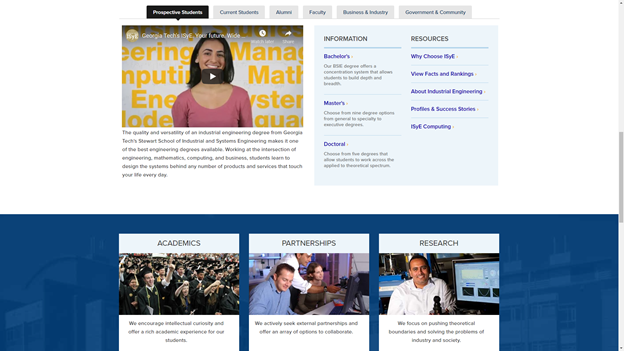 Prospective Students
Current Students
Alumni
Faculty
Business & Industry
Government & Community
Georgia Tech's ISyE. Your future. Wide...
Watch later
Share
The quality and versatility of an industrial engineering degree from Georgia
Tech's Stewart School of Industrial and Systems Engineering makes it one
of the best engineering degrees available. Working at the intersection of
engineering, mathematics, computing, and business, students learn to
design the systems behind any number of products and services that touch
your life every day.
INFORMATION
Bachelor's ›
Our BSIE degree offers a
concentration system that allows
students to build depth and
breadth.
Master's ›
Choose from nine degree options
from general to specialty to
executive degrees.
Doctoral ›
Choose from five degrees that
allow students to work across the
applied to theoretical spectrum.
RESOURCES
Why Choose ISyE ›
View Facts and Rankings ›
About Industrial Engineering ›
Profiles & Success Stories ›
ISyE Computing ›
ACADEMICS
We encourage intellectual curiosity and
offer a rich academic experience for our
students.
PARTNERSHIPS
We actively seek external partnerships and
offer an array of options to collaborate.
RESEARCH
We focus on pushing theoretical
boundaries and solving the problems of
industry and society.